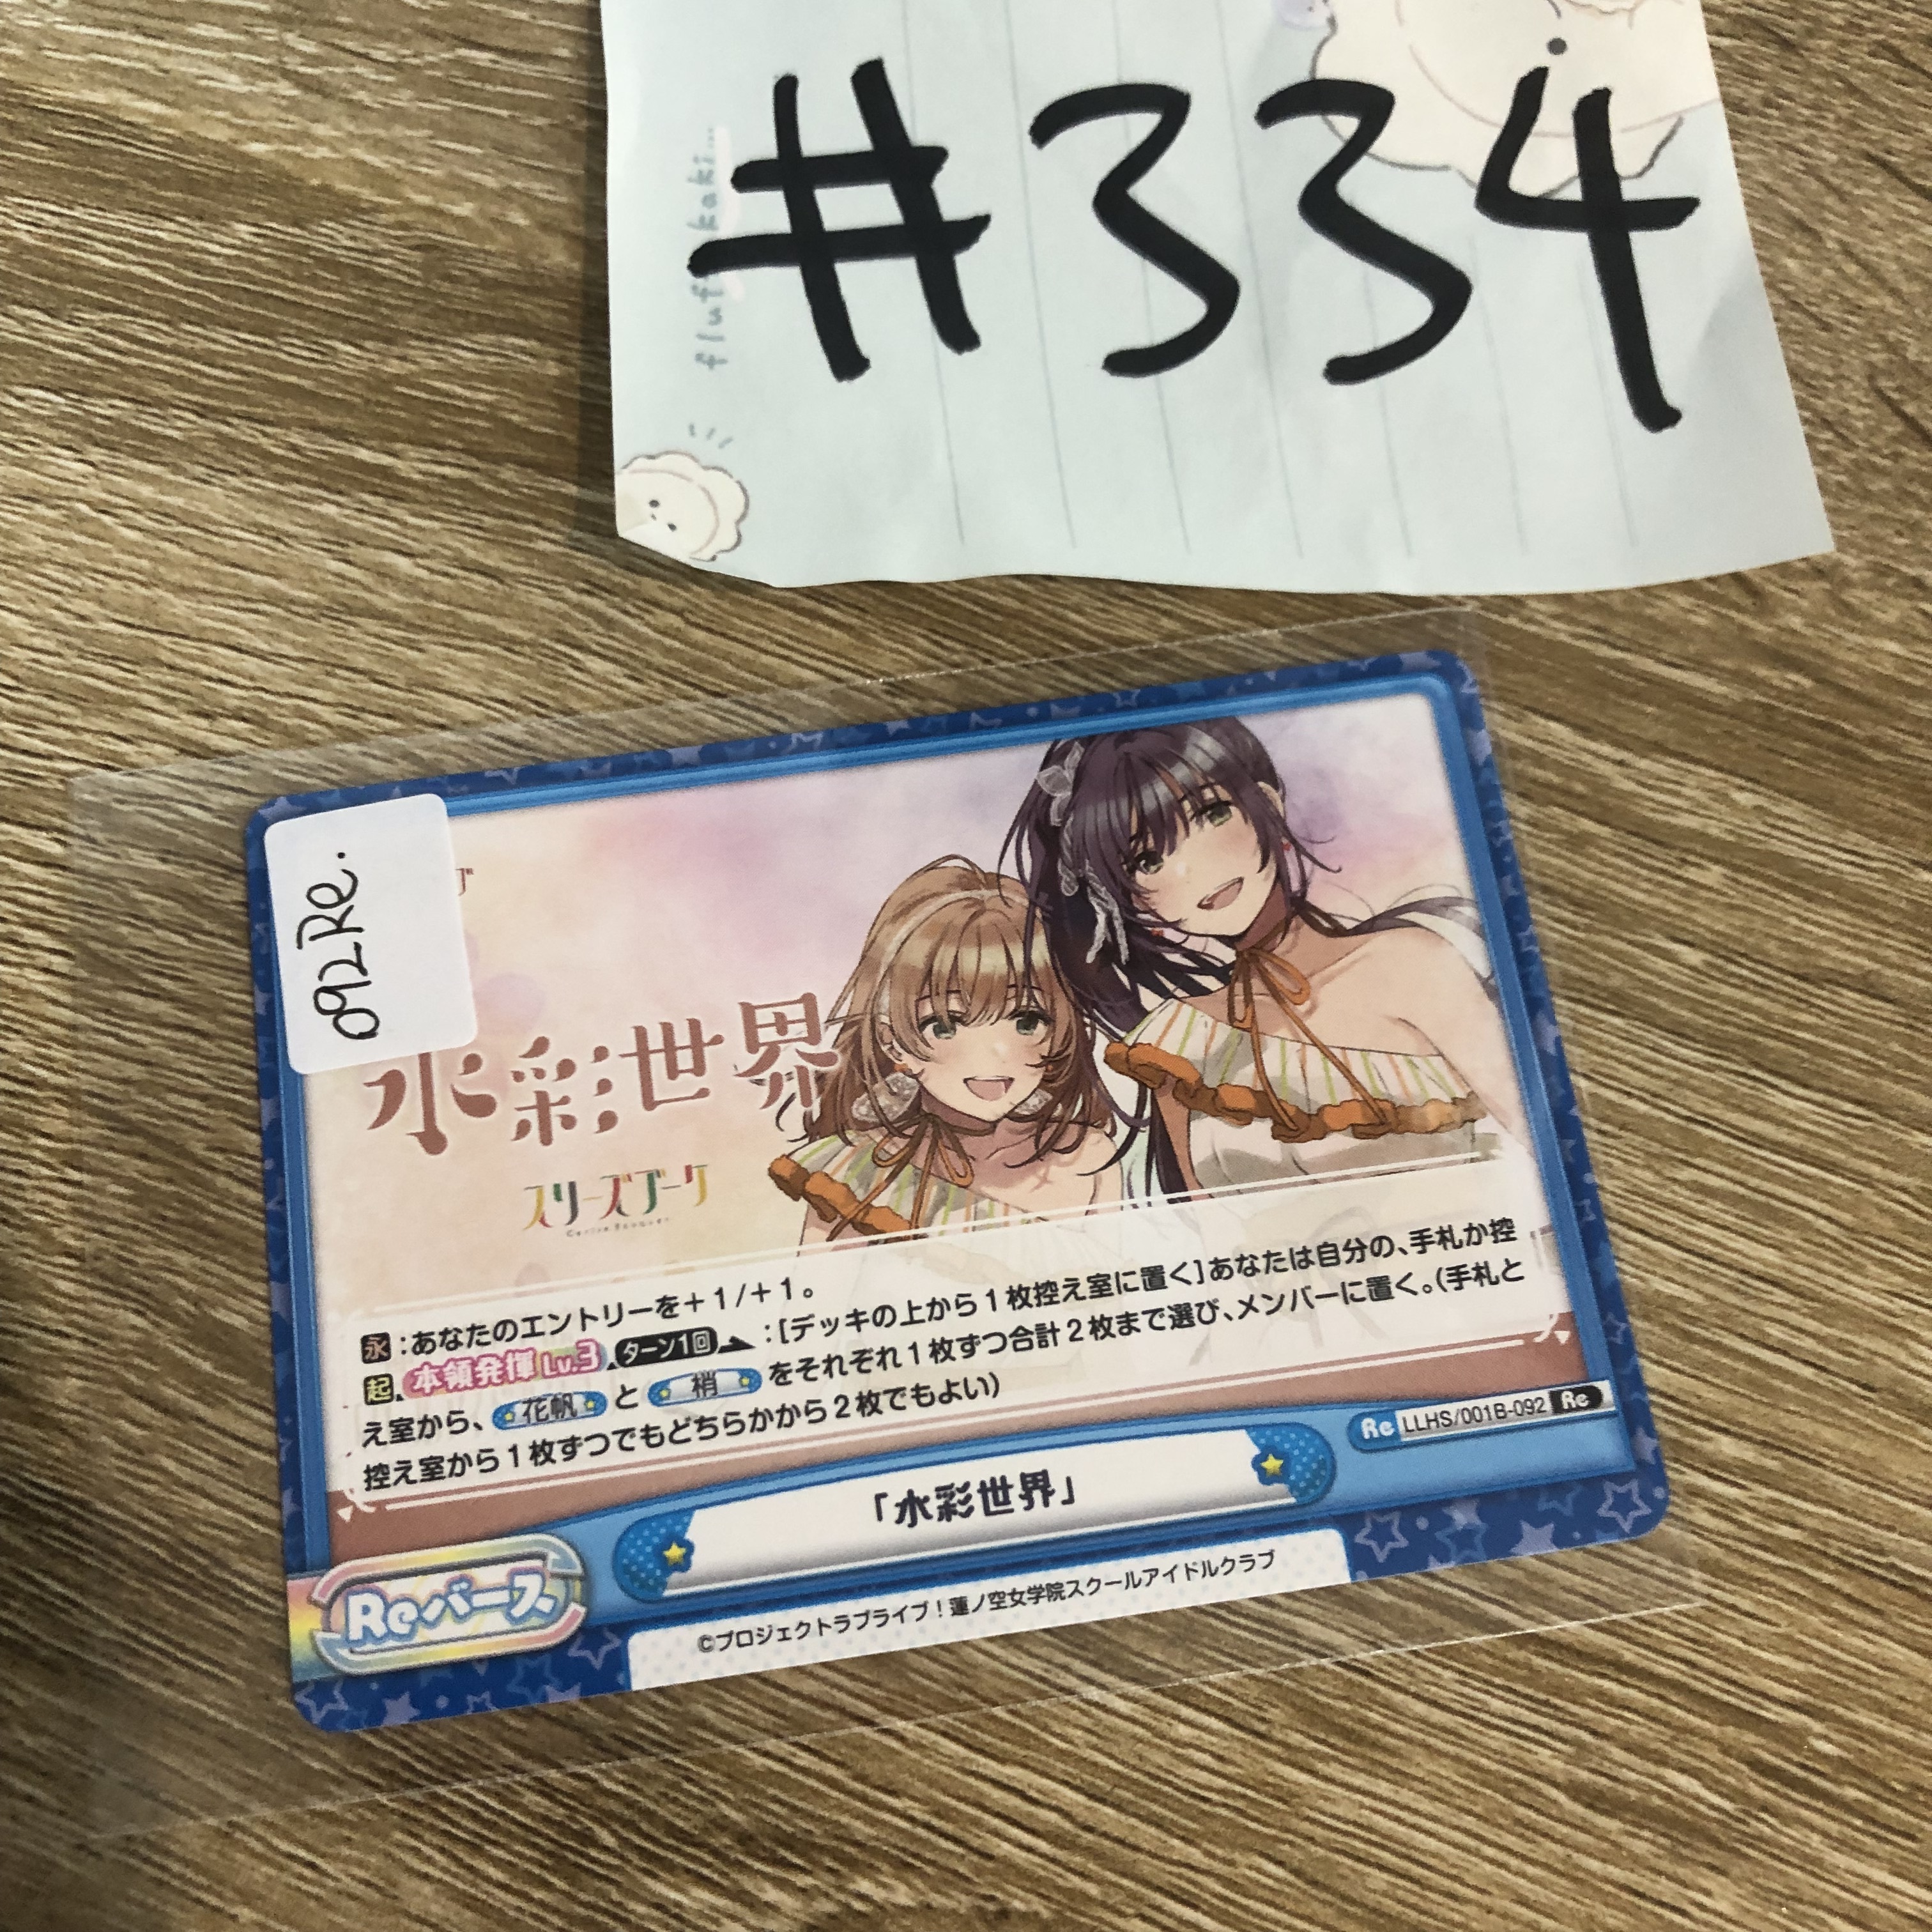 #334
fluffukaki...
092Re.
水彩世界
スリーズブーケ
Cerise Bouquet
永:あなたのエントリーを+1/+1。
起 本領発揮Lv.3 ターン1回 :[デッキの上から1枚控え室に置く]あなたは自分の、手札か控
え室から、花帆と梢をそれぞれ1枚ずつ合計2枚まで選び、メンバーに置く。(手札と
控え室から1枚ずつでもどちらかから2枚でもよい)
Re LLHS/001B-092 Re
「水彩世界」
Reバース
©プロジェクトラブライブ!蓮ノ空女学院スクールアイドルクラブ